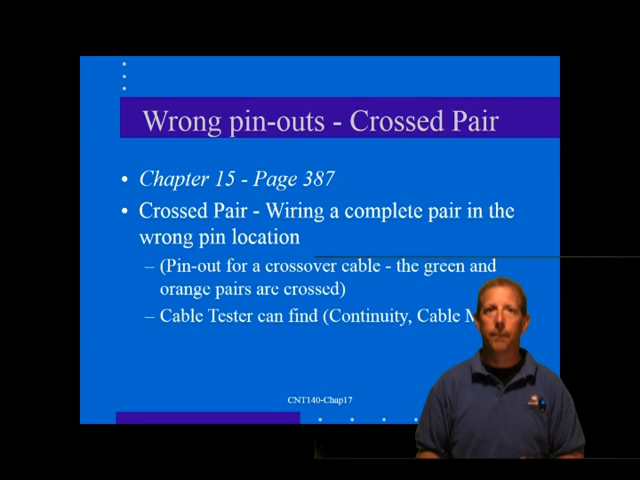 Wrong pin-outs - Crossed Pair
• Chapter 15 - Page 387
• Crossed Pair - Wiring a complete pair in the
wrong pin location
– (Pin-out for a crossover cable - the green and
orange pairs are crossed)
– Cable Tester can find (Continuity, Cable M
CNT140-Chap17